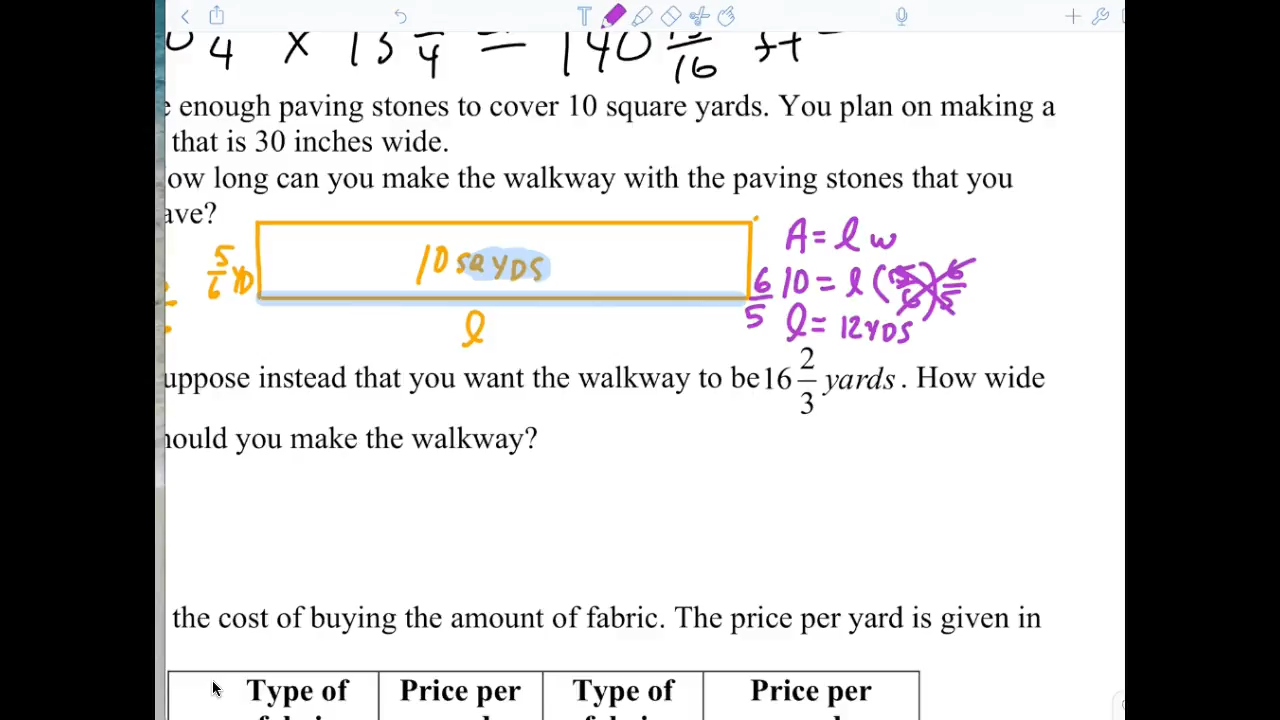 4 x 13 4 = 140 16 ft
enough paving stones to cover 10 square yards. You plan on making a
that is 30 inches wide.
ow long can you make the walkway with the paving stones that you
ave?
5/6 YD 10 SQ YDS
l
A = l w
6/5 10 = l (5/6) 6/5
l = 12 YDS
uppose instead that you want the walkway to be 16 2/3 yards. How wide
hould you make the walkway?
the cost of buying the amount of fabric. The price per yard is given in
Type of Price per Type of Price per